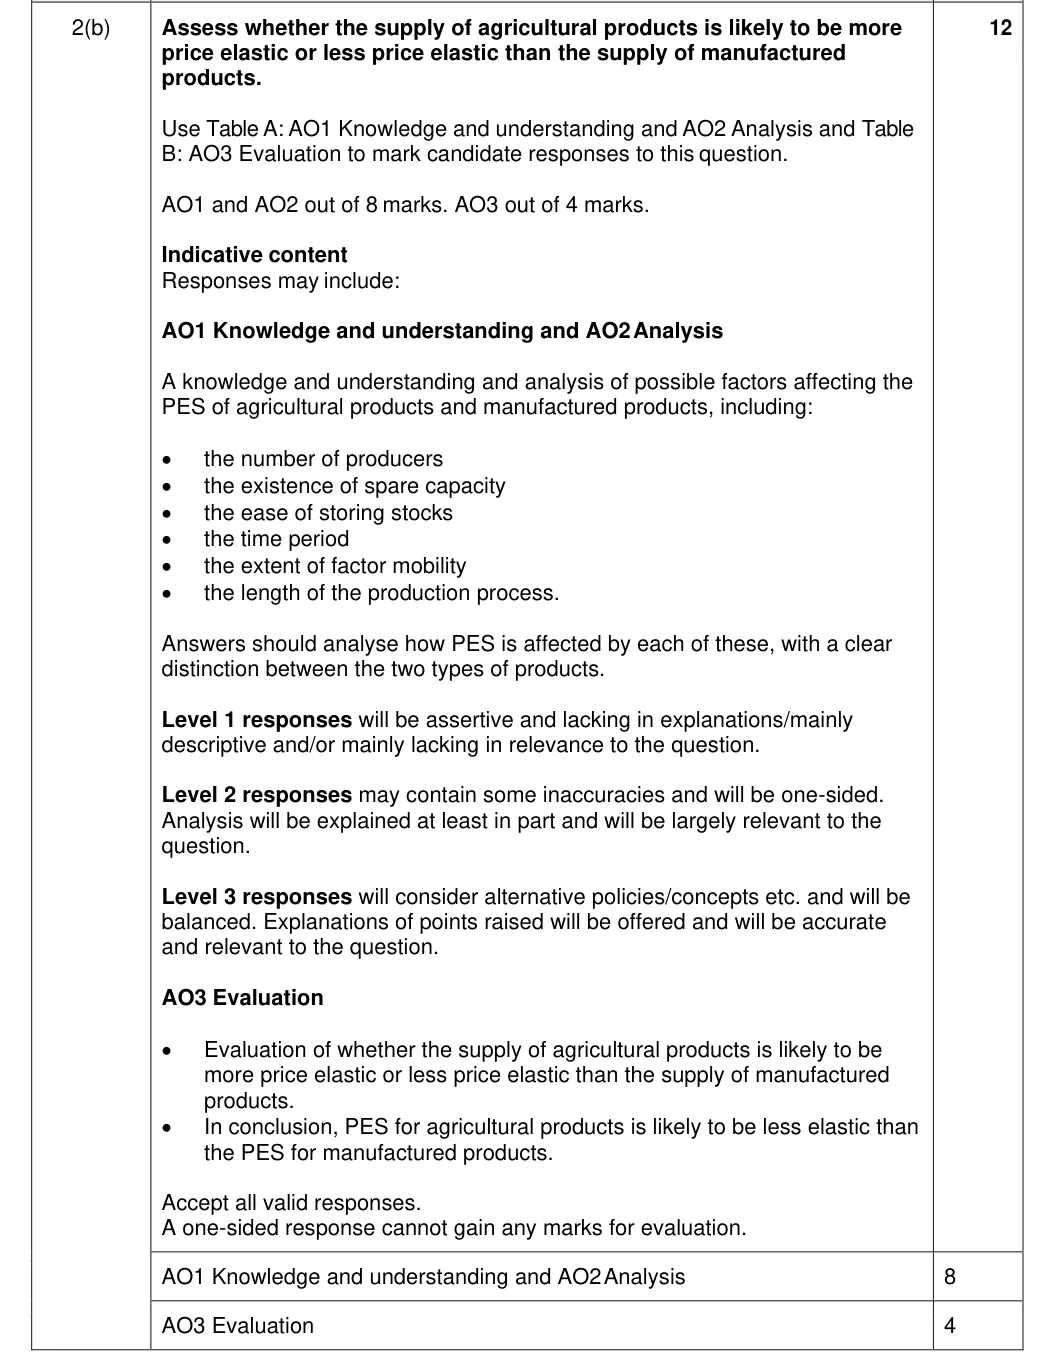 2(b) Assess whether the supply of agricultural products is likely to be more 12
price elastic or less price elastic than the supply of manufactured
products.
Use Table A: AO1 Knowledge and understanding and AO2 Analysis and Table
B: AO3 Evaluation to mark candidate responses to this question.
AO1 and AO2 out of 8 marks. AO3 out of 4 marks.
Indicative content
Responses may include:
AO1 Knowledge and understanding and AO2 Analysis
A knowledge and understanding and analysis of possible factors affecting the
PES of agricultural products and manufactured products, including:
• the number of producers
• the existence of spare capacity
• the ease of storing stocks
• the time period
• the extent of factor mobility
• the length of the production process.
Answers should analyse how PES is affected by each of these, with a clear
distinction between the two types of products.
Level 1 responses will be assertive and lacking in explanations/mainly
descriptive and/or mainly lacking in relevance to the question.
Level 2 responses may contain some inaccuracies and will be one-sided.
Analysis will be explained at least in part and will be largely relevant to the
question.
Level 3 responses will consider alternative policies/concepts etc. and will be
balanced. Explanations of points raised will be offered and will be accurate
and relevant to the question.
AO3 Evaluation
• Evaluation of whether the supply of agricultural products is likely to be
more price elastic or less price elastic than the supply of manufactured
products.
• In conclusion, PES for agricultural products is likely to be less elastic than
the PES for manufactured products.
Accept all valid responses.
A one-sided response cannot gain any marks for evaluation.
AO1 Knowledge and understanding and AO2 Analysis 8
AO3 Evaluation 4